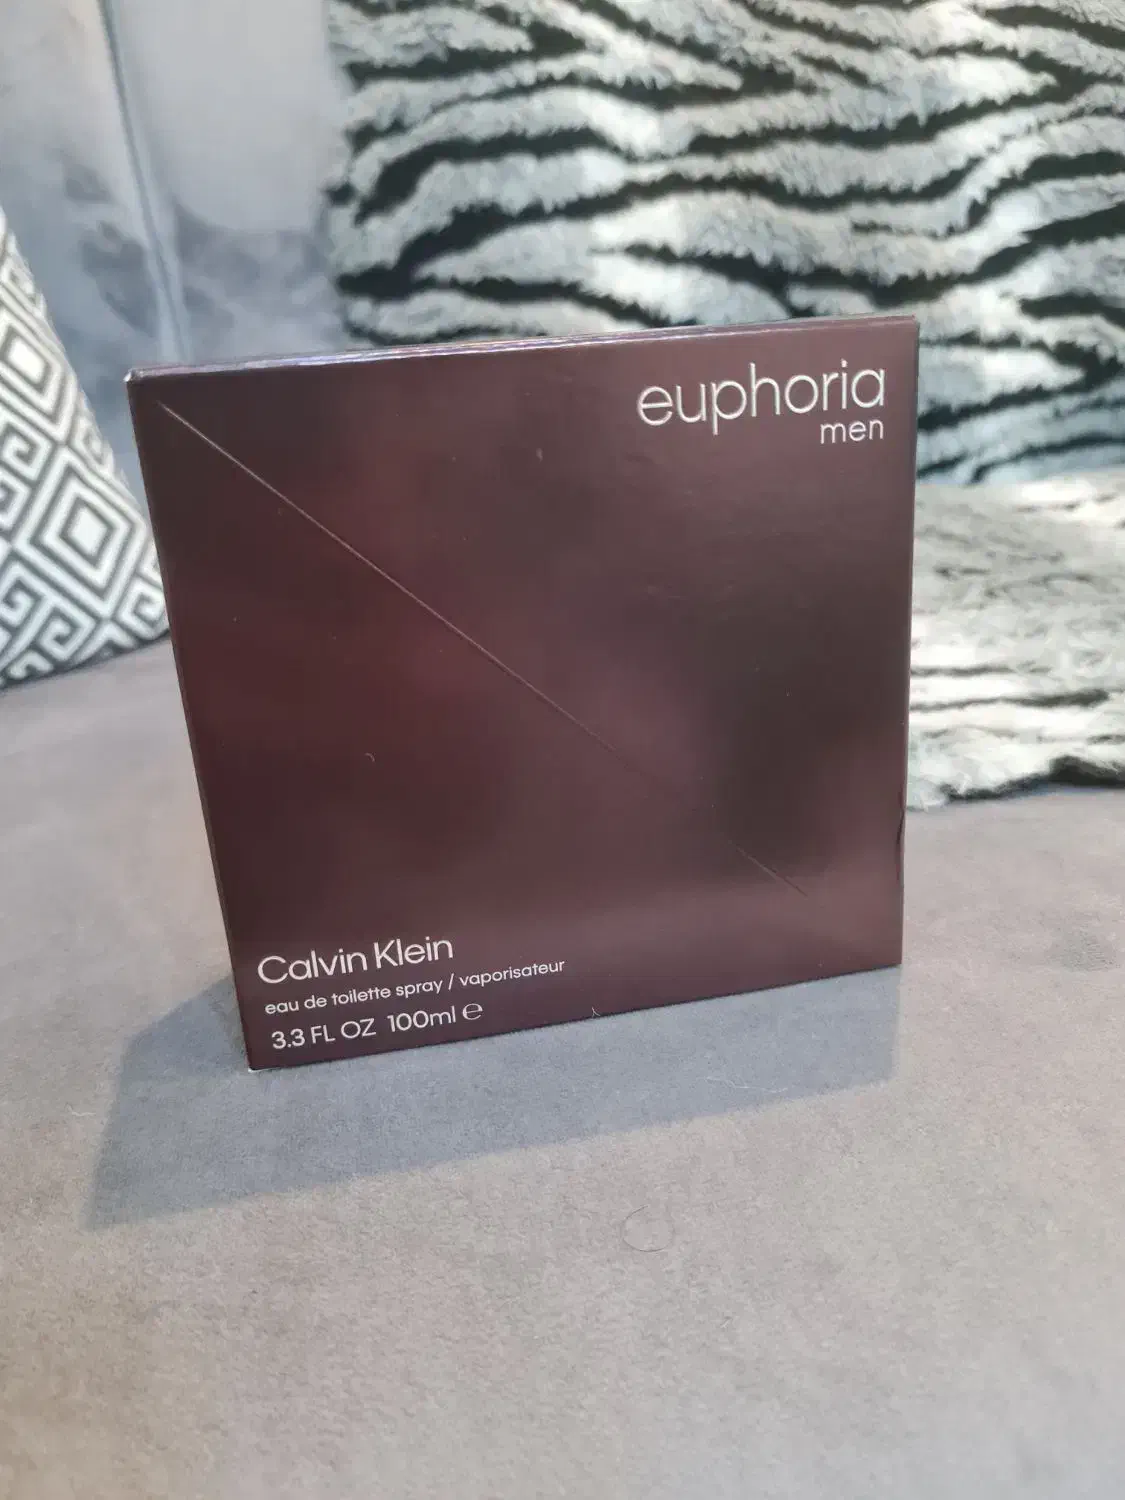 euphoria
men
Calvin Klein
eau de toilette spray / vaporisateur
3.3 FL OZ 100ml ℮